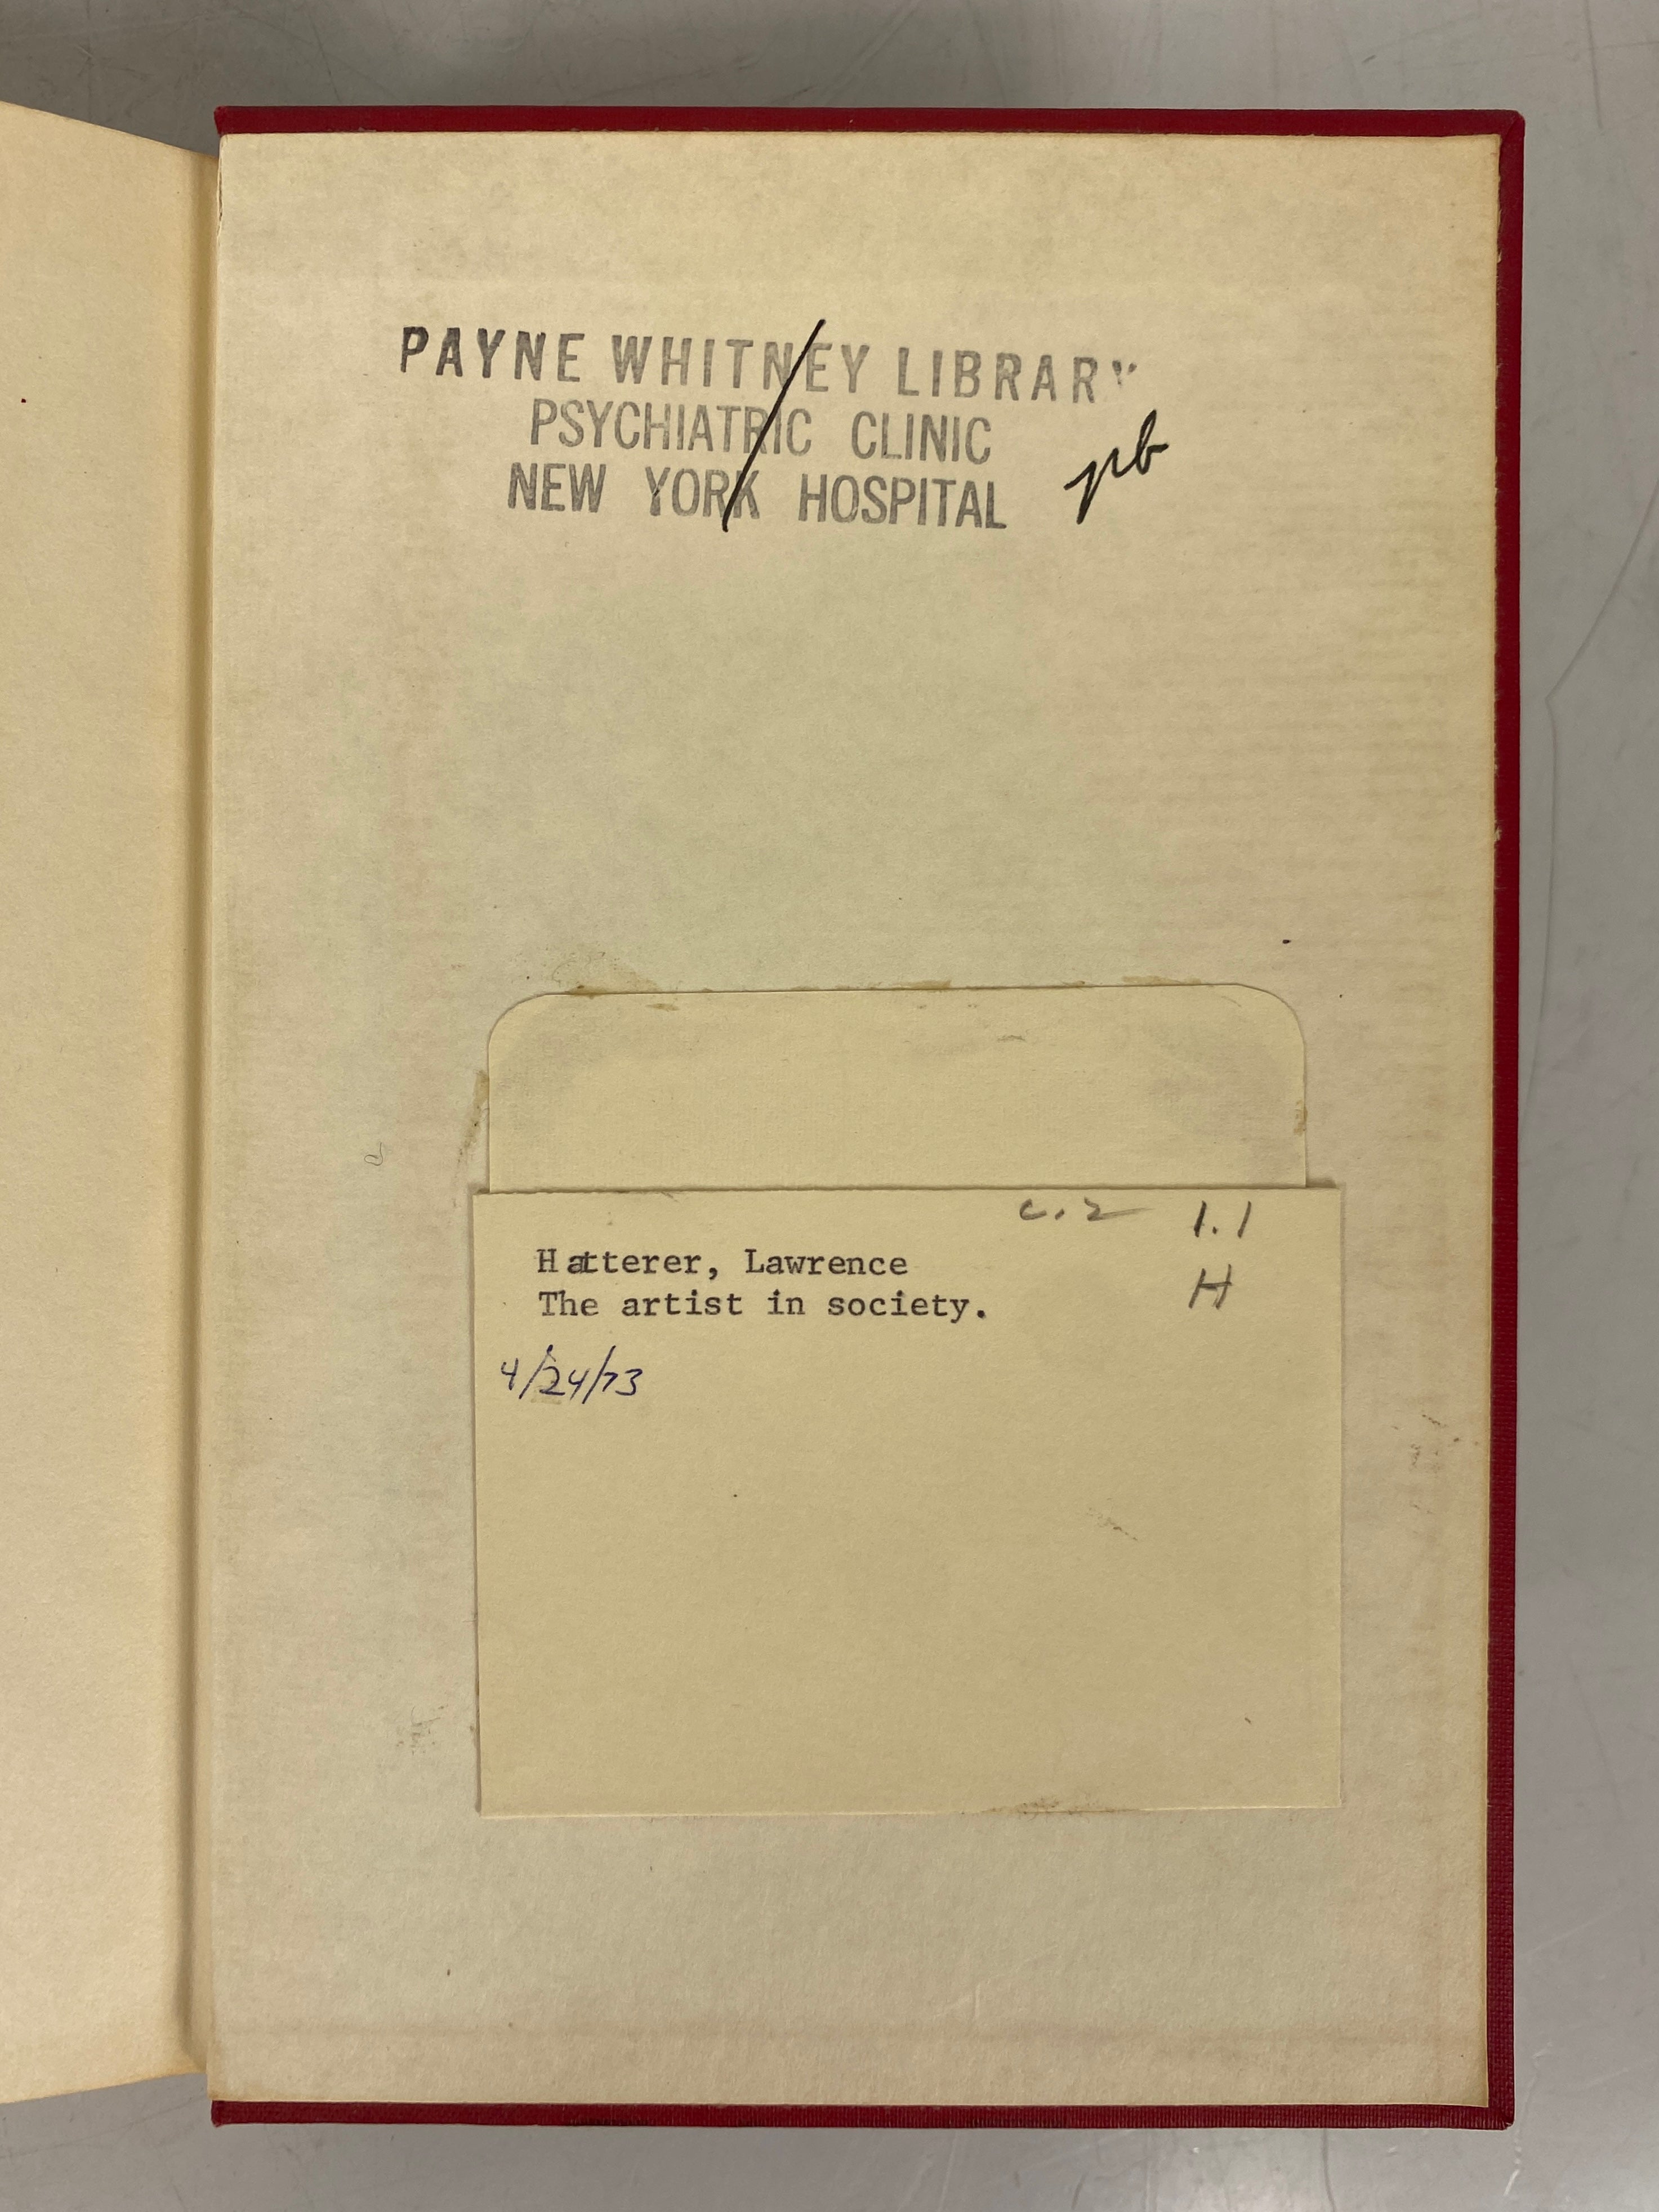 PAYNE WHITNEY LIBRARY
PSYCHIATRIC CLINIC
NEW YORK HOSPITAL
pb
c.2 1.1
Hatterer, Lawrence
H
The artist in society.
4/24/73